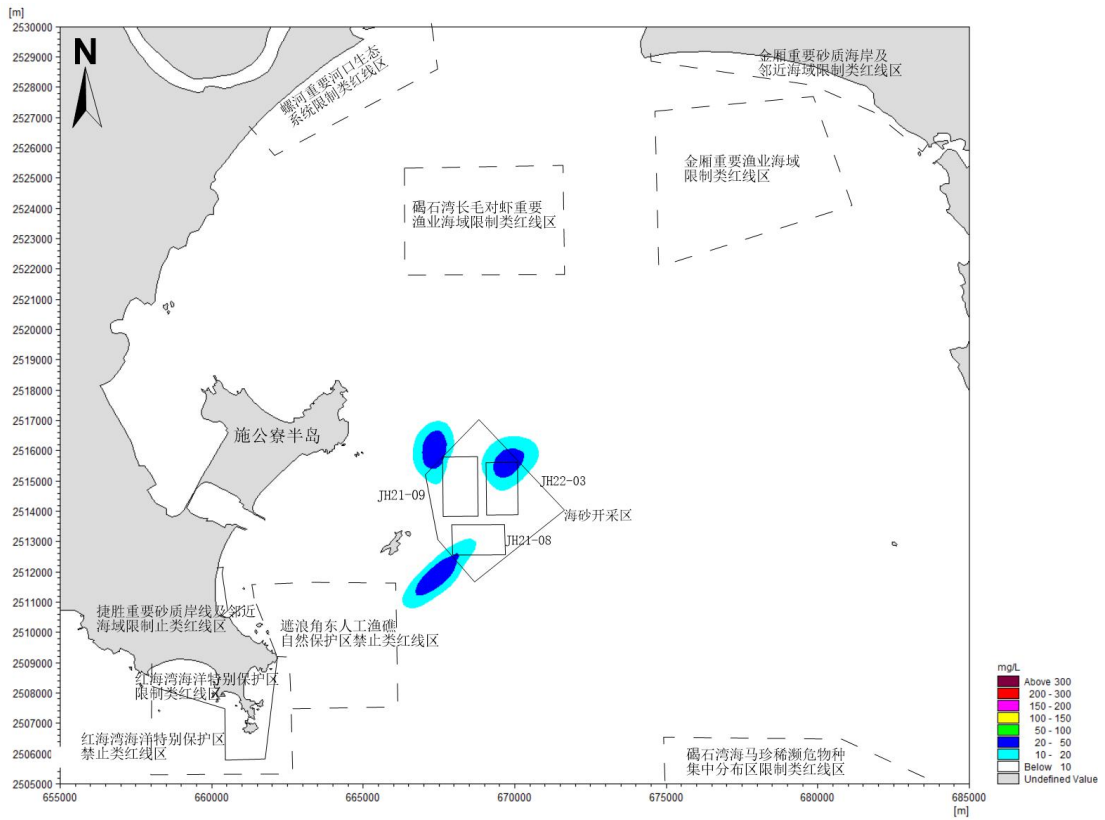 [m]
2530000
2529000
2528000
2527000
2526000
2525000
2524000
2523000
2522000
2521000
2520000
2519000
2518000
2517000
2516000
2515000
2514000
2513000
2512000
2511000
2510000
2509000
2508000
2507000
2506000
2505000
N
螺河重要河口生态
系统限制类红线区
金厢重要砂质海岸及
邻近海域限制类红线区
金厢重要渔业海域
限制类红线区
碣石湾长毛对虾重要
渔业海域限制类红线区
施公寮半岛
JH21-09
JH22-03
海砂开采区
JH21-08
捷胜重要砂质岸线及邻近
海域限制止类红线区
遮浪角东人工渔礁
自然保护区禁止类红线区
红海湾海洋特别保护区
限制类红线区
红海湾海洋特别保护区
禁止类红线区
碣石湾海马珍稀濒危物种
集中分布区限制类红线区
mg/L
Above 300
200 - 300
150 - 200
100 - 150
50 - 100
20 - 50
10 - 20
Below 10
Undefined Value
655000
660000
665000
670000
675000
680000
685000
[m]